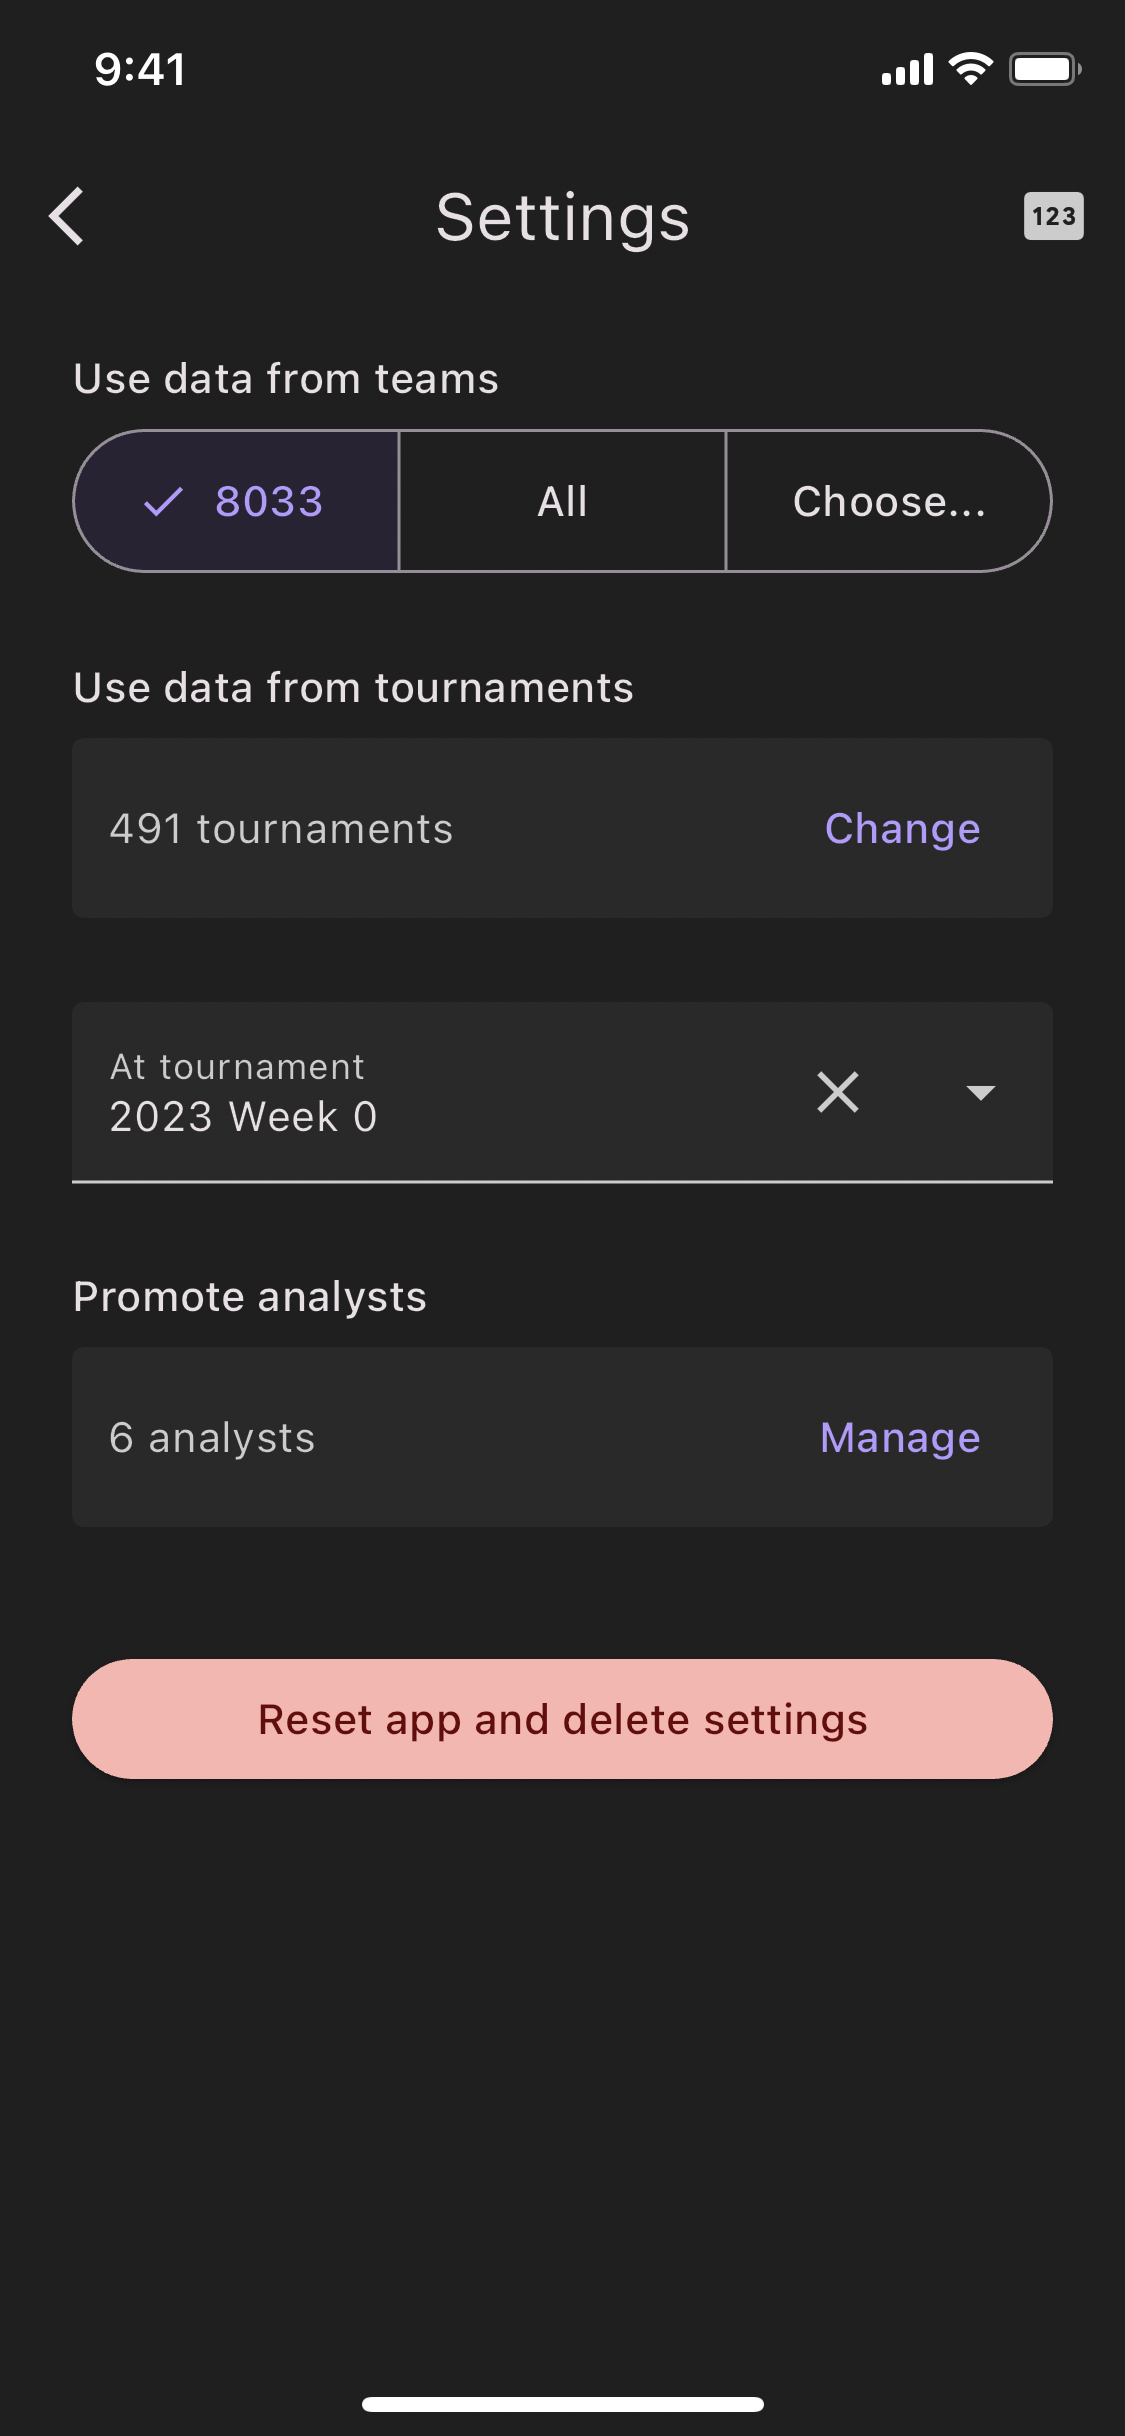 9:41
Settings
123
Use data from teams
8033
All
Choose...
Use data from tournaments
491 tournaments
Change
At tournament
2023 Week 0
Promote analysts
6 analysts
Manage
Reset app and delete settings